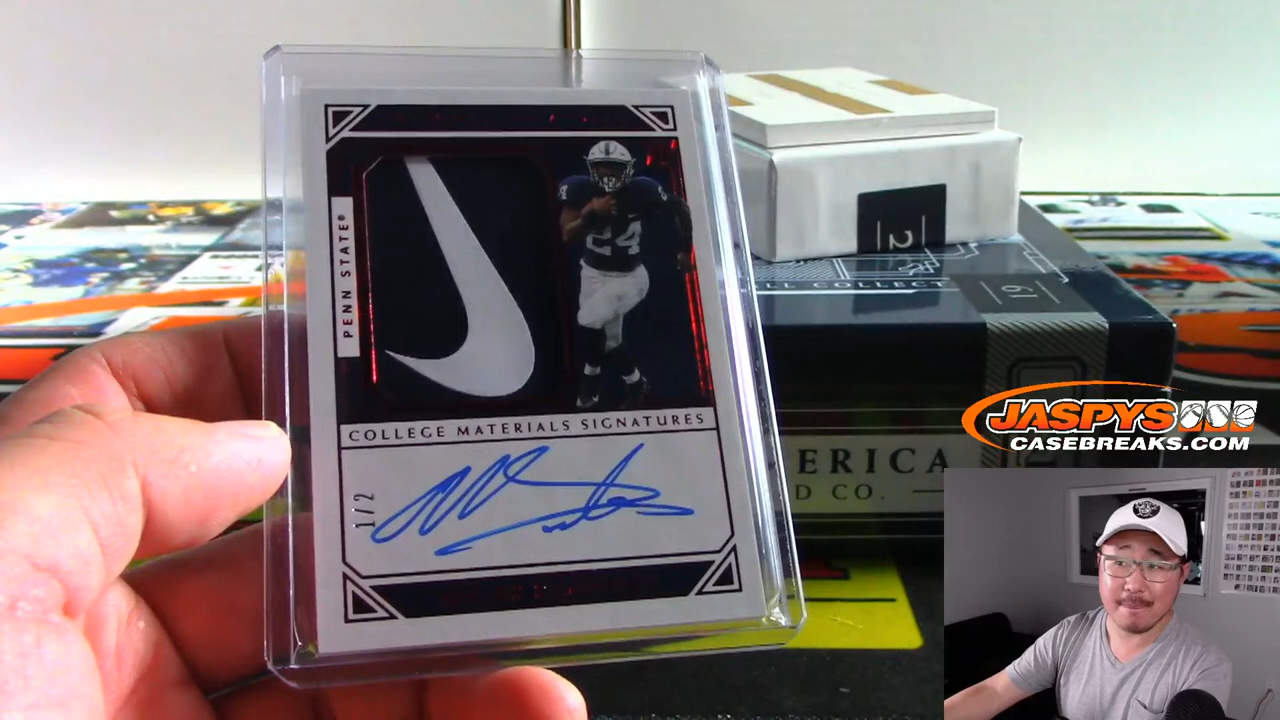 PENN STATE®
24
COLLEGE MATERIALS SIGNATURES
1/2
2
LL COLLECT
19
ERICA
D CO.
JASPYS
CASEBREAKS.COM